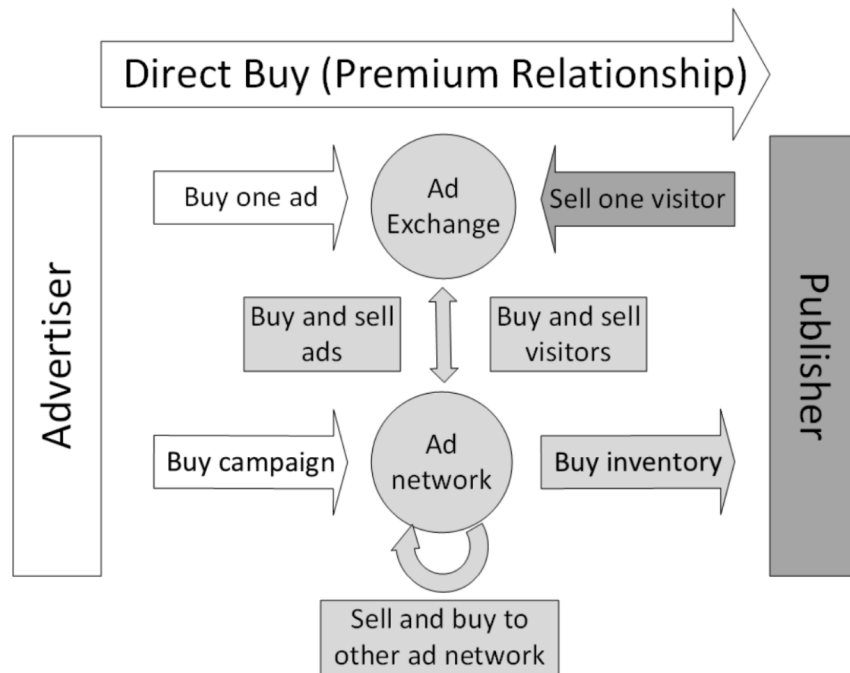 Direct Buy (Premium Relationship)
Advertiser
Buy one ad
Ad
Exchange
Sell one visitor
Publisher
Buy and sell
ads
Buy and sell
visitors
Buy campaign
Ad
network
Buy inventory
Sell and buy to
other ad network